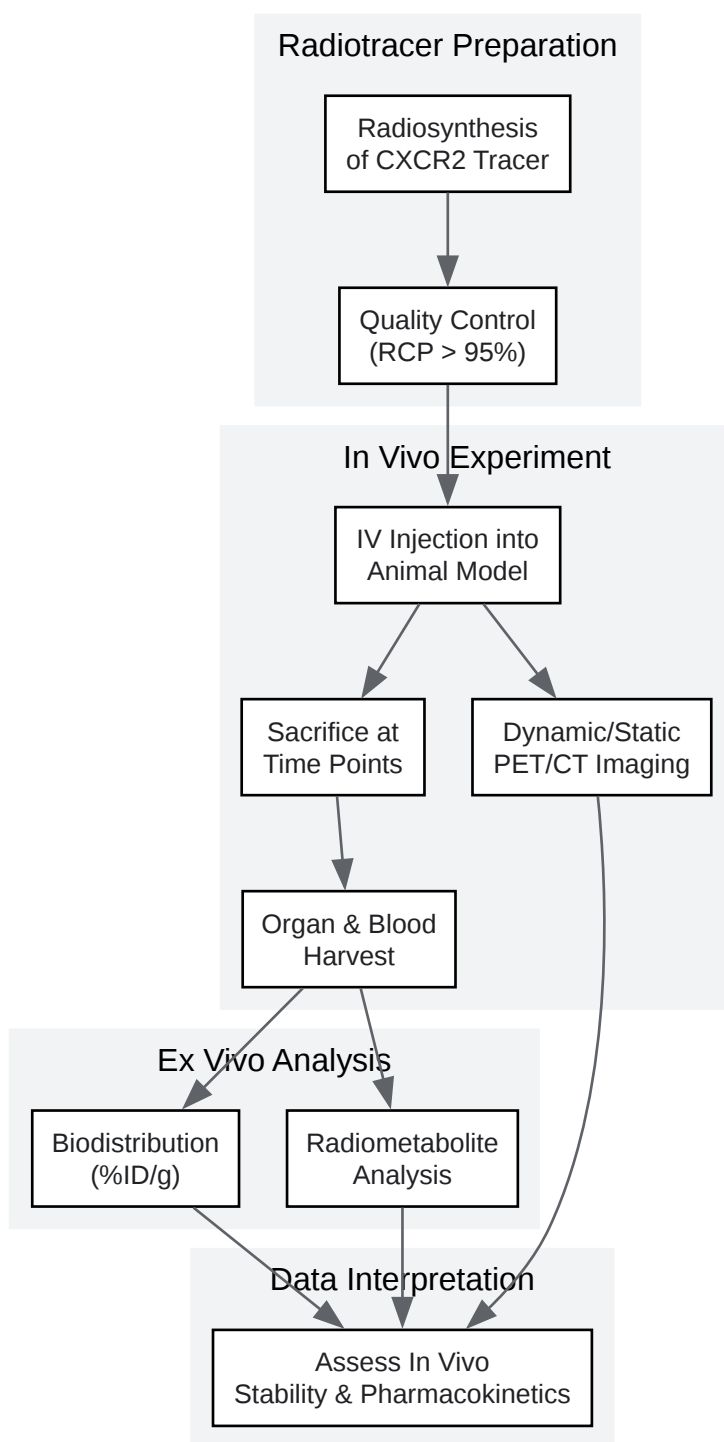 Radiotracer Preparation
Radiosynthesis
of CXCR2 Tracer
Quality Control
(RCP > 95%)
In Vivo Experiment
IV Injection into
Animal Model
Sacrifice at
Time Points
Dynamic/Static
PET/CT Imaging
Organ & Blood
Harvest
Ex Vivo Analysis
Biodistribution
(%ID/g)
Radiometabolite
Analysis
Data Interpretation
Assess In Vivo
Stability & Pharmacokinetics